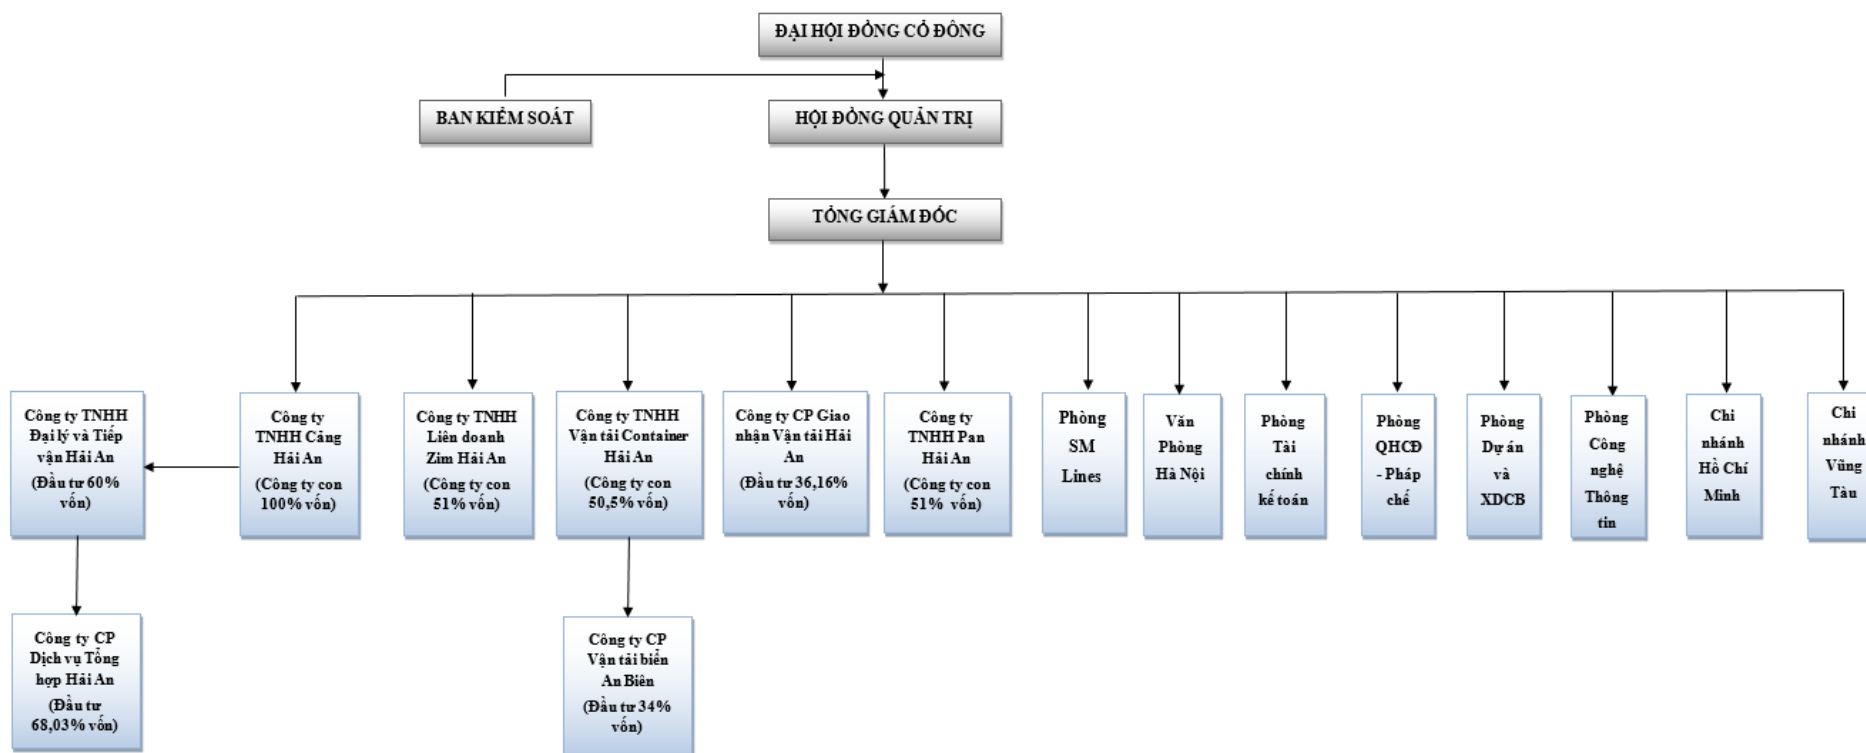 ĐẠI HỘI ĐỒNG CỔ ĐÔNG
BAN KIỂM SOÁT
HỘI ĐỒNG QUẢN TRỊ
TỔNG GIÁM ĐỐC
Công ty TNHH
Đại lý và Tiếp
vận Hải An
(Đầu tư 60%
vốn)
Công ty
TNHH Cảng
Hải An
(Công ty con
100% vốn)
Công ty TNHH
Liên doanh
Zim Hải An
(Công ty con
51% vốn)
Công ty TNHH
Vận tải Container
Hải An
(Công ty con
50,5% vốn)
Công ty CP Giao
nhận Vận tải Hải
An
(Đầu tư 36,16%
vốn)
Công ty
TNHH Pan
Hải An
(Công ty con
51% vốn)
Phòng
SM
Lines
Văn
Phòng
Hà Nội
Phòng
Tài
chính
kế toán
Phòng
QHCĐ
- Pháp
chế
Phòng
Dự án
và
XDCB
Phòng
Công
nghệ
Thông
tin
Chi
nhánh
Hồ Chí
Minh
Chi
nhánh
Vũng
Tàu
Công ty CP
Dịch vụ Tổng
hợp Hải An
(Đầu tư
68,03% vốn)
Công ty CP
Vận tải biển
An Biên
(Đầu tư 34%
vốn)